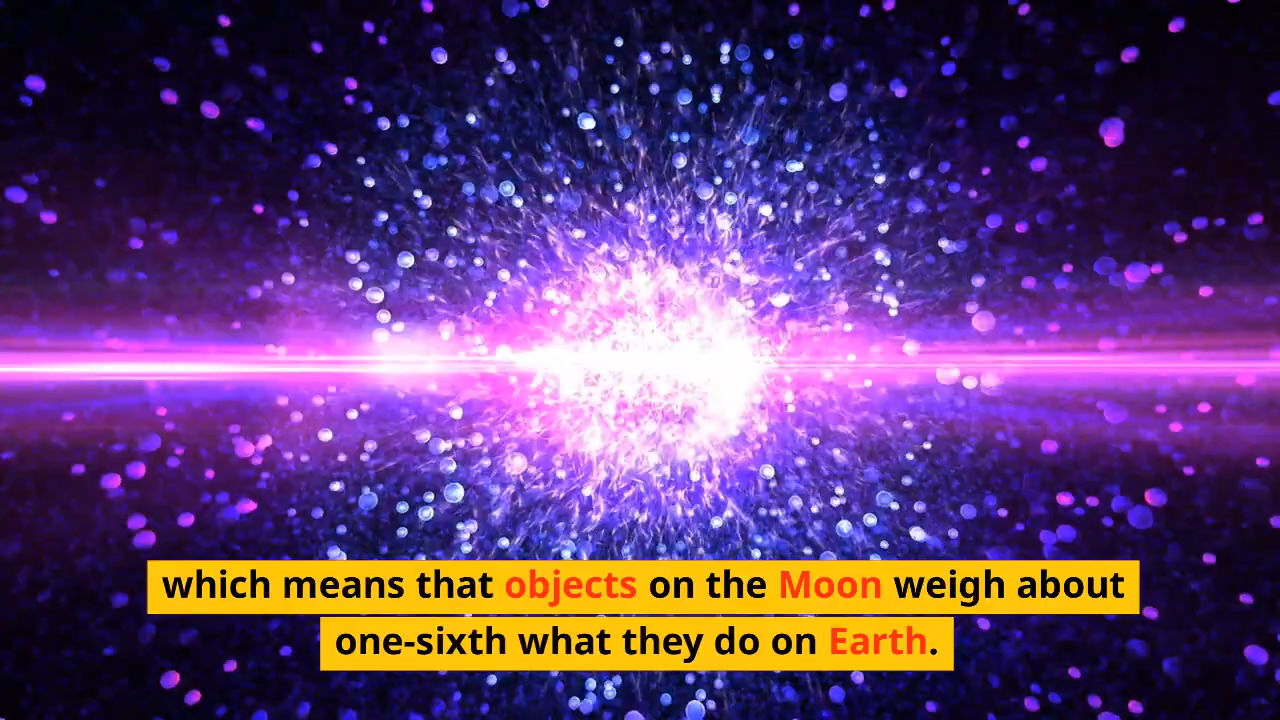 which means that objects on the Moon weigh about
one-sixth what they do on Earth.